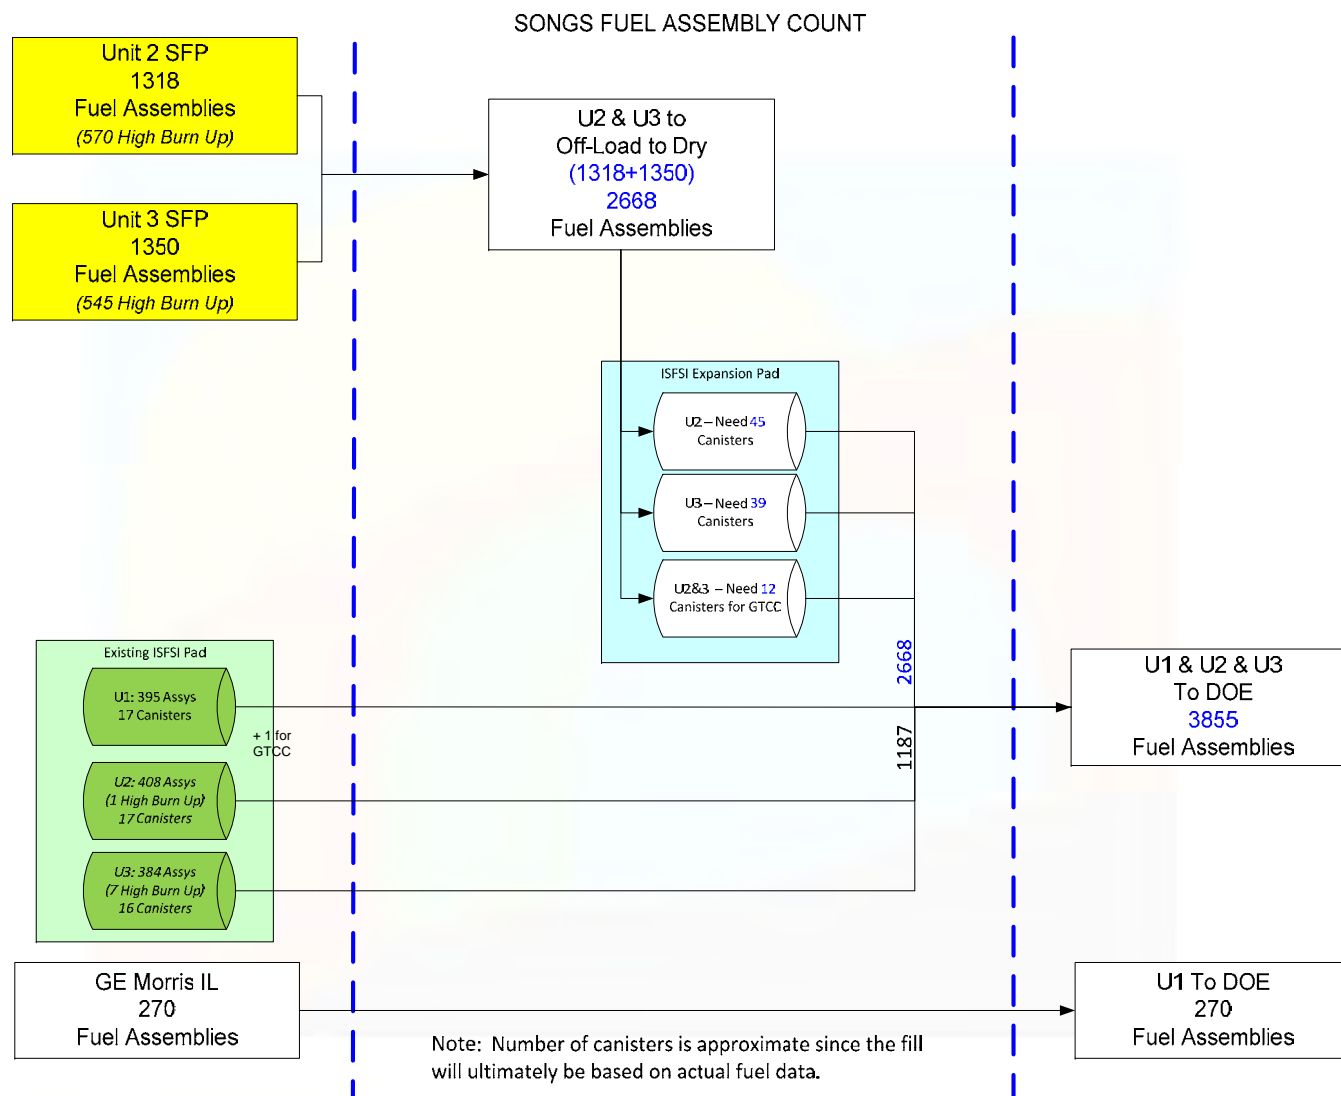 SONGS FUEL ASSEMBLY COUNT
Unit 2 SFP
1318
Fuel Assemblies
(570 High Burn Up)
Unit 3 SFP
1350
Fuel Assemblies
(545 High Burn Up)
U2 & U3 to
Off-Load to Dry
(1318+1350)
2668
Fuel Assemblies
ISFSI Expansion Pad
U2 – Need 45
Canisters
U3 – Need 39
Canisters
U2&3 – Need 12
Canisters for GTCC
2668
1187
Existing ISFSI Pad
U1: 395 Assys
17 Canisters
+ 1 for
GTCC
U2: 408 Assys
(1 High Burn Up)
17 Canisters
U3: 384 Assys
(7 High Burn Up)
16 Canisters
U1 & U2 & U3
To DOE
3855
Fuel Assemblies
GE Morris IL
270
Fuel Assemblies
U1 To DOE
270
Fuel Assemblies
Note: Number of canisters is approximate since the fill
will ultimately be based on actual fuel data.